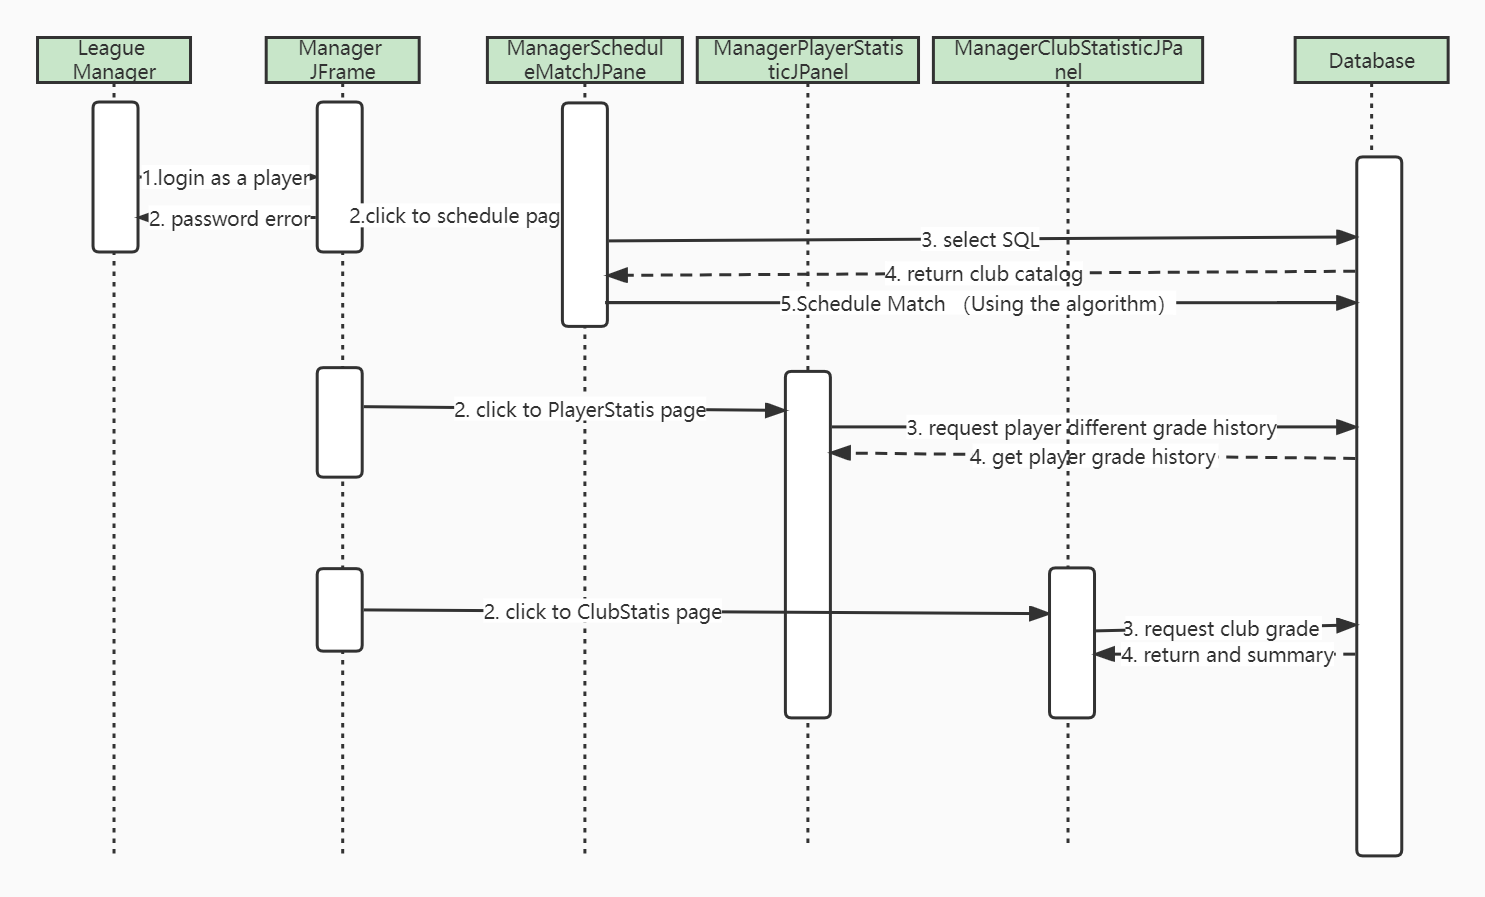 League
Manager
Manager
JFrame
ManagerSchedul
eMatchJPane
ManagerPlayerStatis
ticJPanel
ManagerClubStatisticJPa
nel
Database
1.login as a player
2. password error
2.click to schedule pag
3. select SQL
4. return club catalog
5.Schedule Match （Using the algorithm）
2. click to PlayerStatis page
3. request player different grade history
4. get player grade history
2. click to ClubStatis page
3. request club grade
4. return and summary